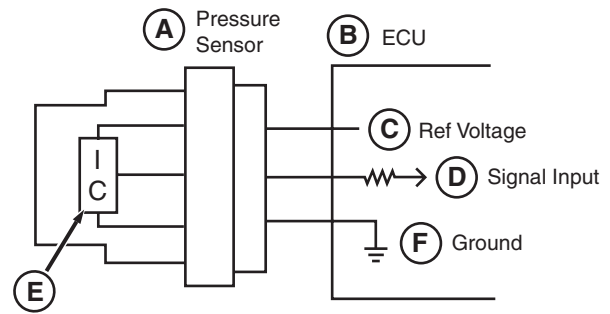 A Pressure
Sensor
B ECU
C Ref Voltage
I
C
D Signal Input
F Ground
E